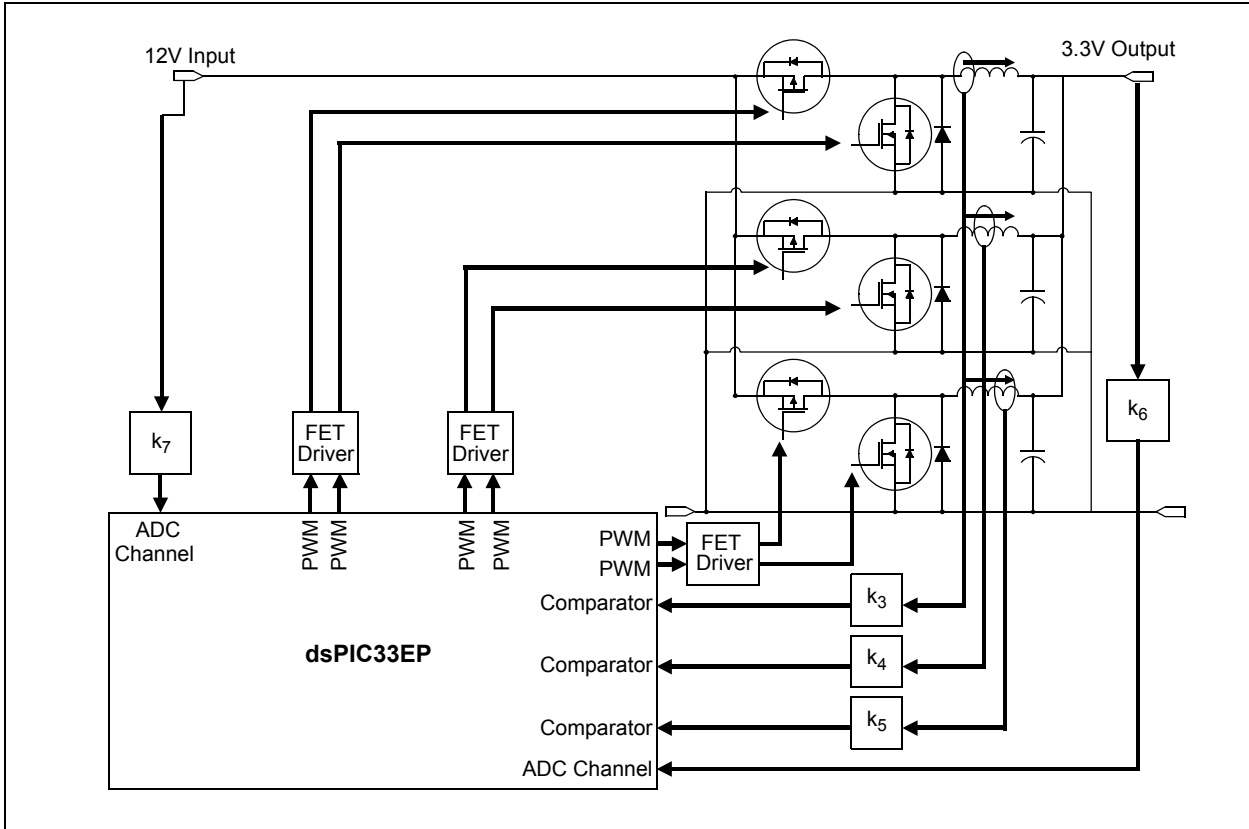 12V Input
3.3V Output
k7
FET
Driver
FET
Driver
k6
ADC
Channel
PWM
PWM
PWM
PWM
PWM
PWM
FET
Driver
Comparator
k3
dsPIC33EP
Comparator
k4
Comparator
k5
ADC Channel